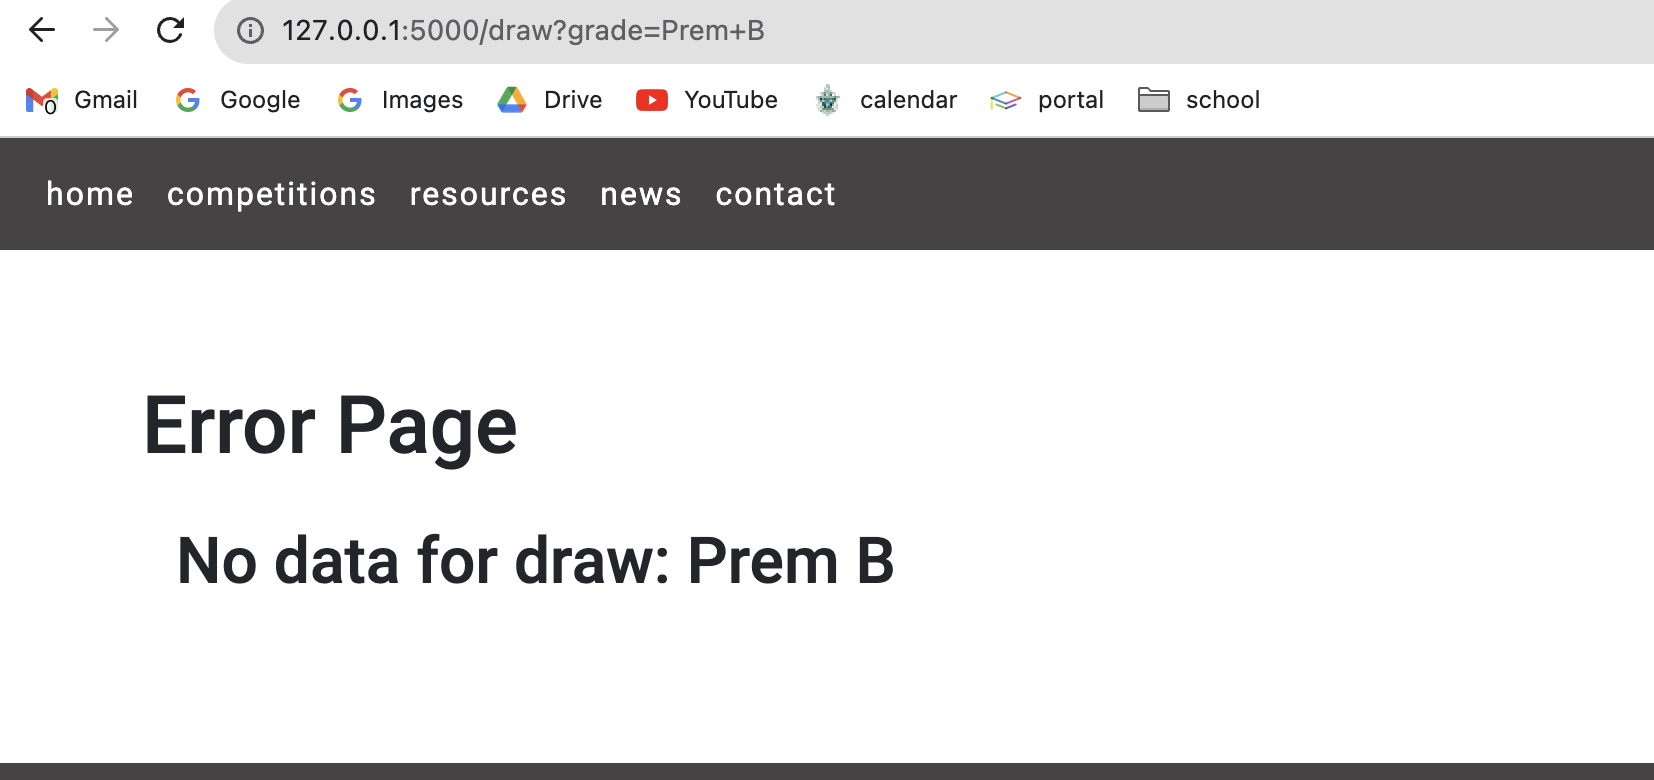 127.0.0.1:5000/draw?grade=Prem+B
0 Gmail Google Images Drive YouTube calendar portal school
home competitions resources news contact
Error Page
No data for draw: Prem B